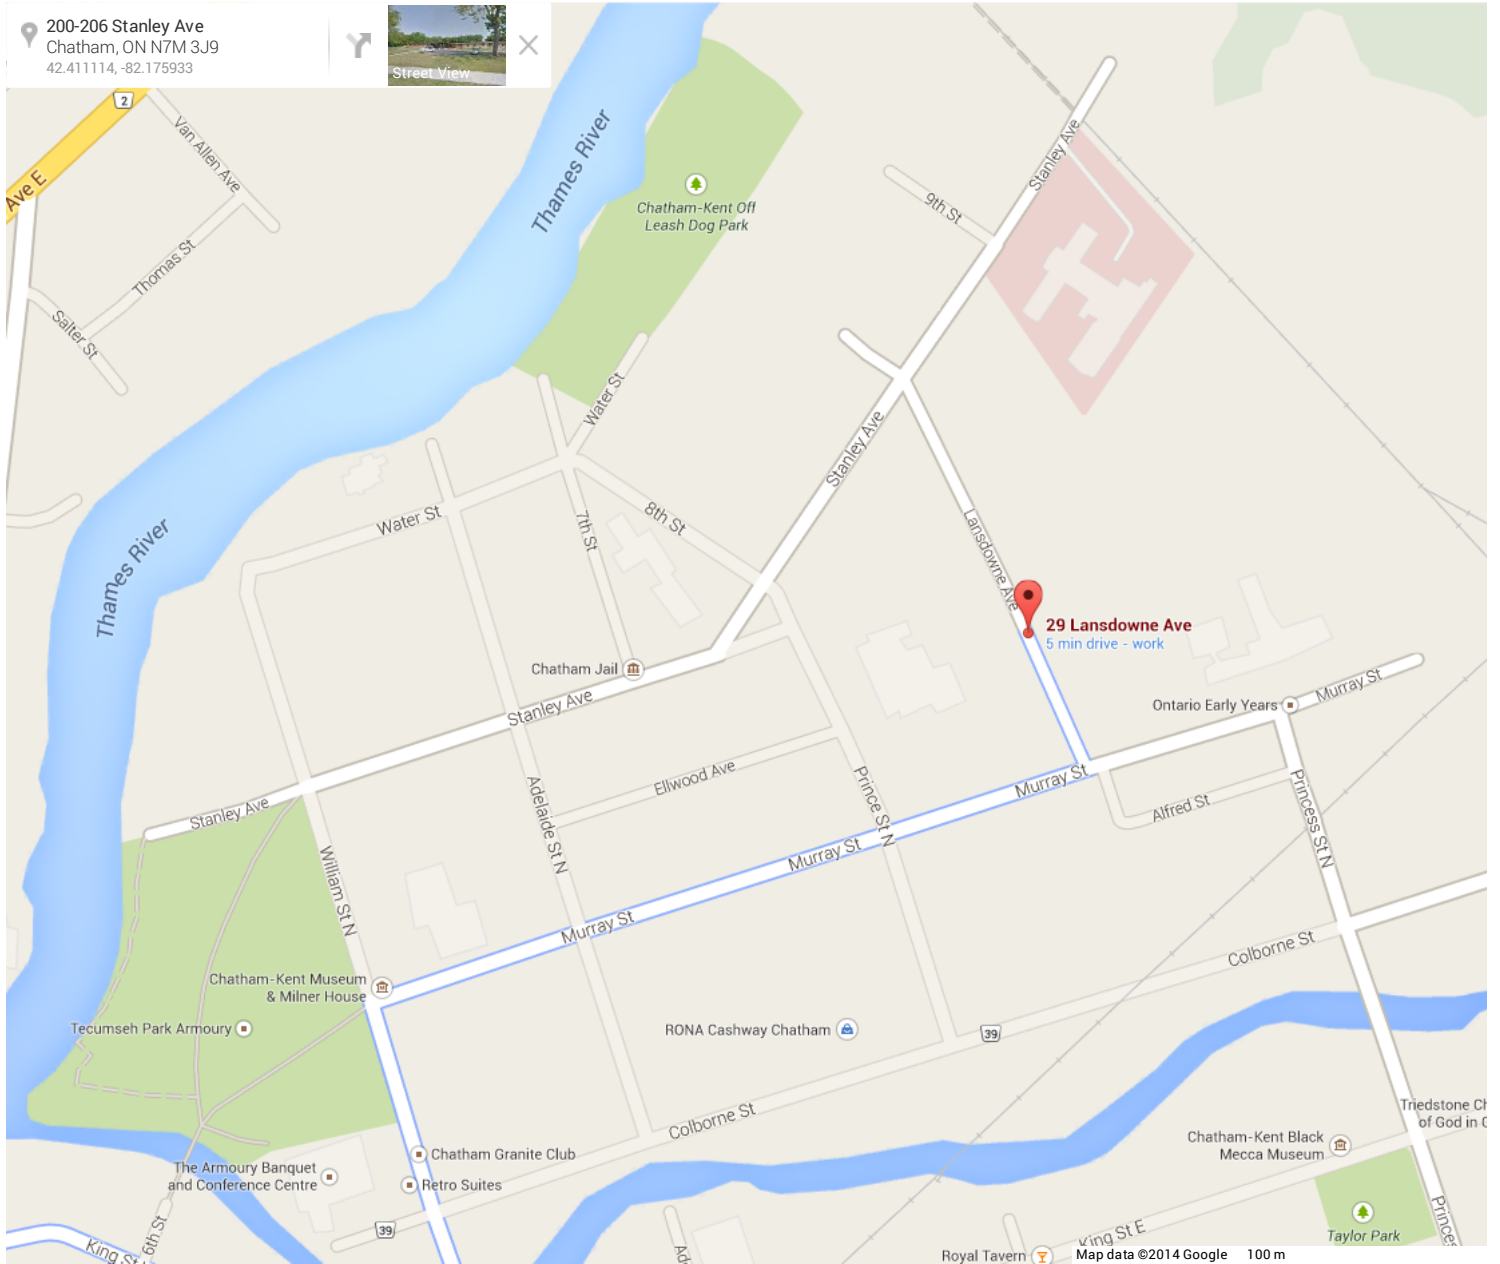 200-206 Stanley Ave
Chatham, ON N7M 3J9
42.411114, -82.175933
Street View
2
Ave E
Van Allen Ave
Thomas St
Salter St
Thames River
Chatham-Kent Off
Leash Dog Park
Stanley Ave
9th St
Water St
Stanley Ave
Water St
7th St
8th St
Lansdowne Ave
Thames River
29 Lansdowne Ave
5 min drive - work
Chatham Jail
Stanley Ave
Ontario Early Years
Murray St
Ellwood Ave
Murray St
Prince St N
Alfred St
Princess St N
Stanley Ave
Adelaide St N
Murray St
William St N
Murray St
Colborne St
Chatham-Kent Museum
& Milner House
Tecumseh Park Armoury
RONA Cashway Chatham
39
Colborne St
Triedstone Ch
of God in C
Chatham-Kent Black
Mecca Museum
Chatham Granite Club
The Armoury Banquet
and Conference Centre
Retro Suites
39
6th St
King St
Ad
Royal Tavern
King St E
Taylor Park
Princes
Map data ©2014 Google 100 m